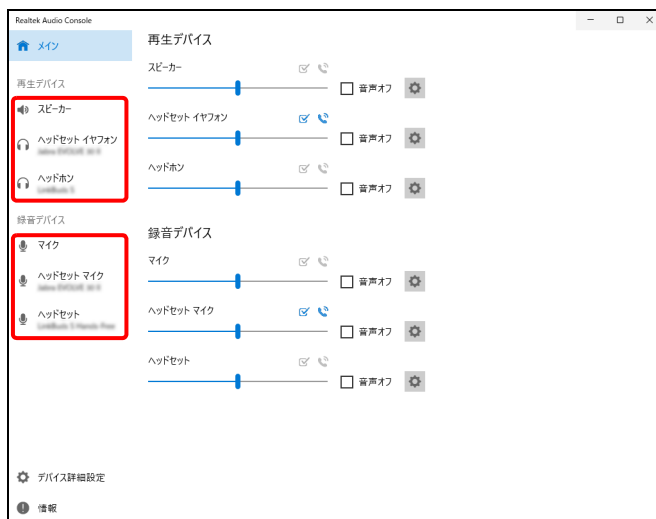 Realtek Audio Console
メイン
再生デバイス
スピーカー
ヘッドセット イヤフォン
ヘッドホン
LinkBuds S
録音デバイス
マイク
ヘッドセット マイク
ヘッドセット
LinkBuds S Hands-Free
デバイス詳細設定
情報
再生デバイス
スピーカー
音声オフ
ヘッドセット イヤフォン
音声オフ
ヘッドホン
音声オフ
録音デバイス
マイク
音声オフ
ヘッドセット マイク
音声オフ
ヘッドセット
音声オフ